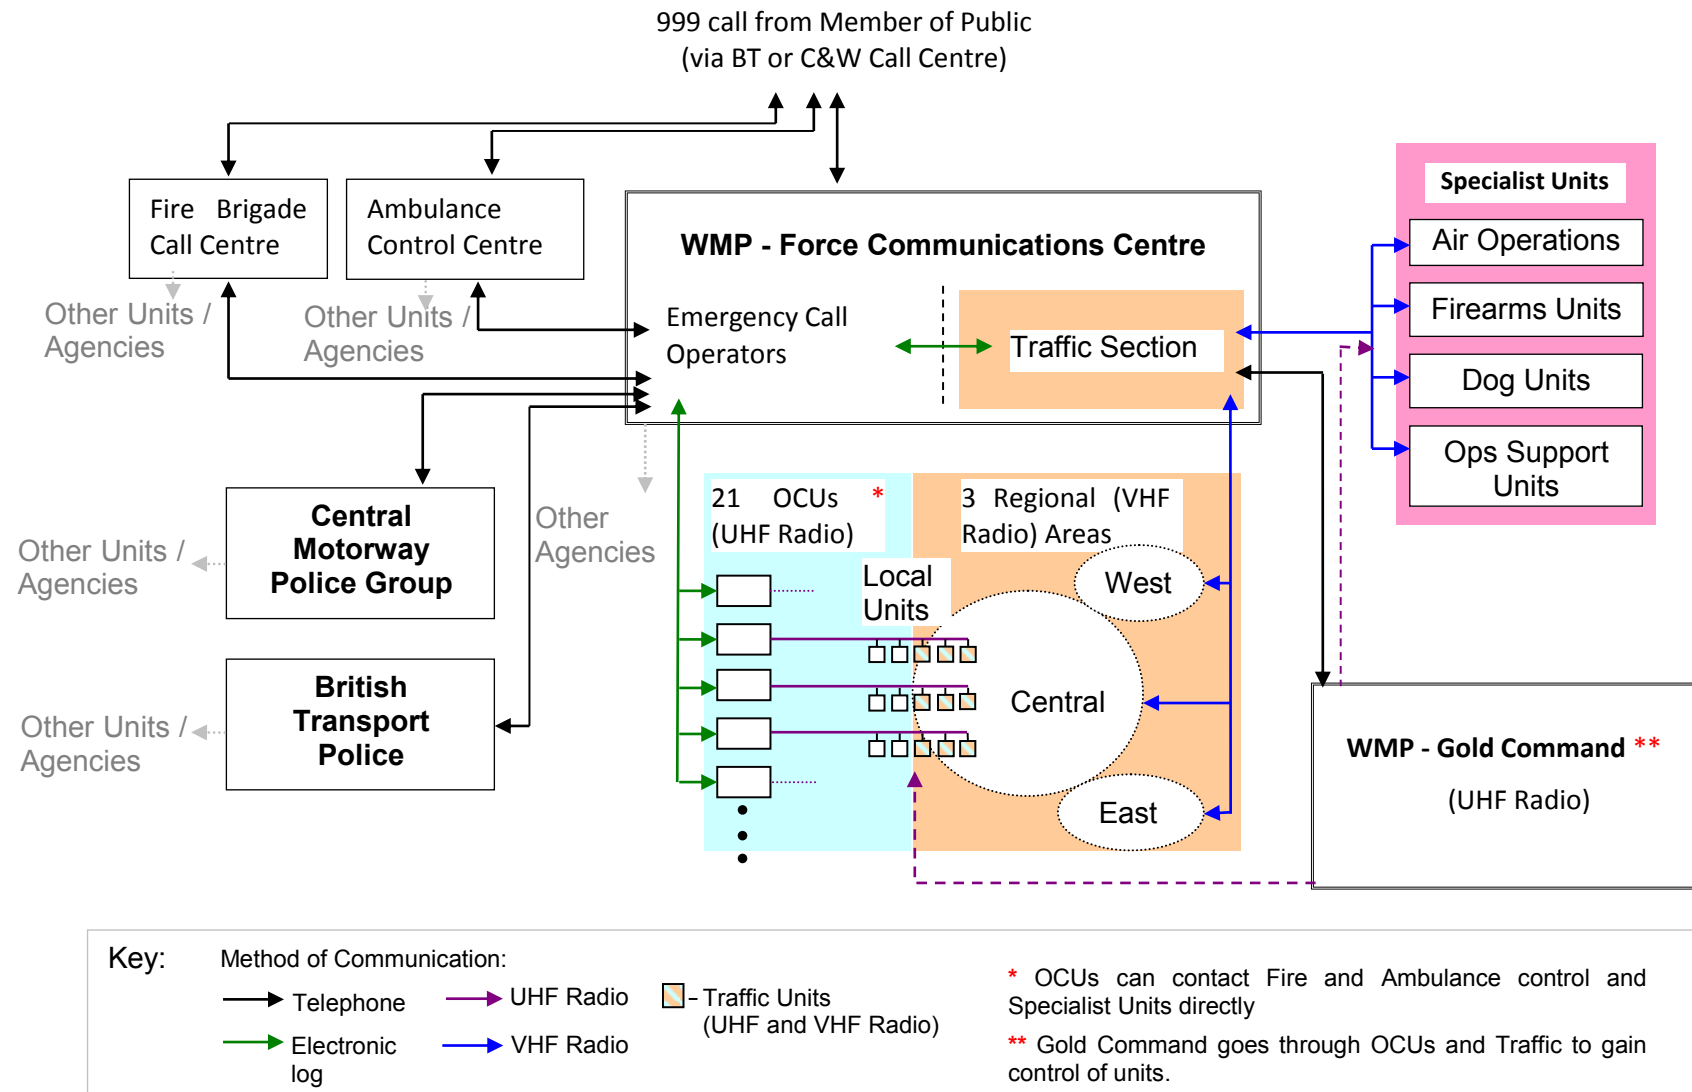 999 call from Member of Public
(via BT or C&W Call Centre)
Fire Brigade
Call Centre
Ambulance
Control Centre
Other Units /
Agencies
Other Units /
Agencies
WMP - Force Communications Centre
Emergency Call
Operators
Traffic Section
Specialist Units
Air Operations
Firearms Units
Dog Units
Ops Support
Units
Central
Motorway
Police Group
Other Units /
Agencies
British
Transport
Police
Other Units /
Agencies
Other
Agencies
21 OCUs *
(UHF Radio)
3 Regional (VHF
Radio) Areas
Local
Units
West
Central
East
WMP - Gold Command **
(UHF Radio)
Key:
Method of Communication:
Telephone
UHF Radio
Electronic
log
VHF Radio
– Traffic Units
(UHF and VHF Radio)
* OCUs can contact Fire and Ambulance control and
Specialist Units directly
** Gold Command goes through OCUs and Traffic to gain
control of units.